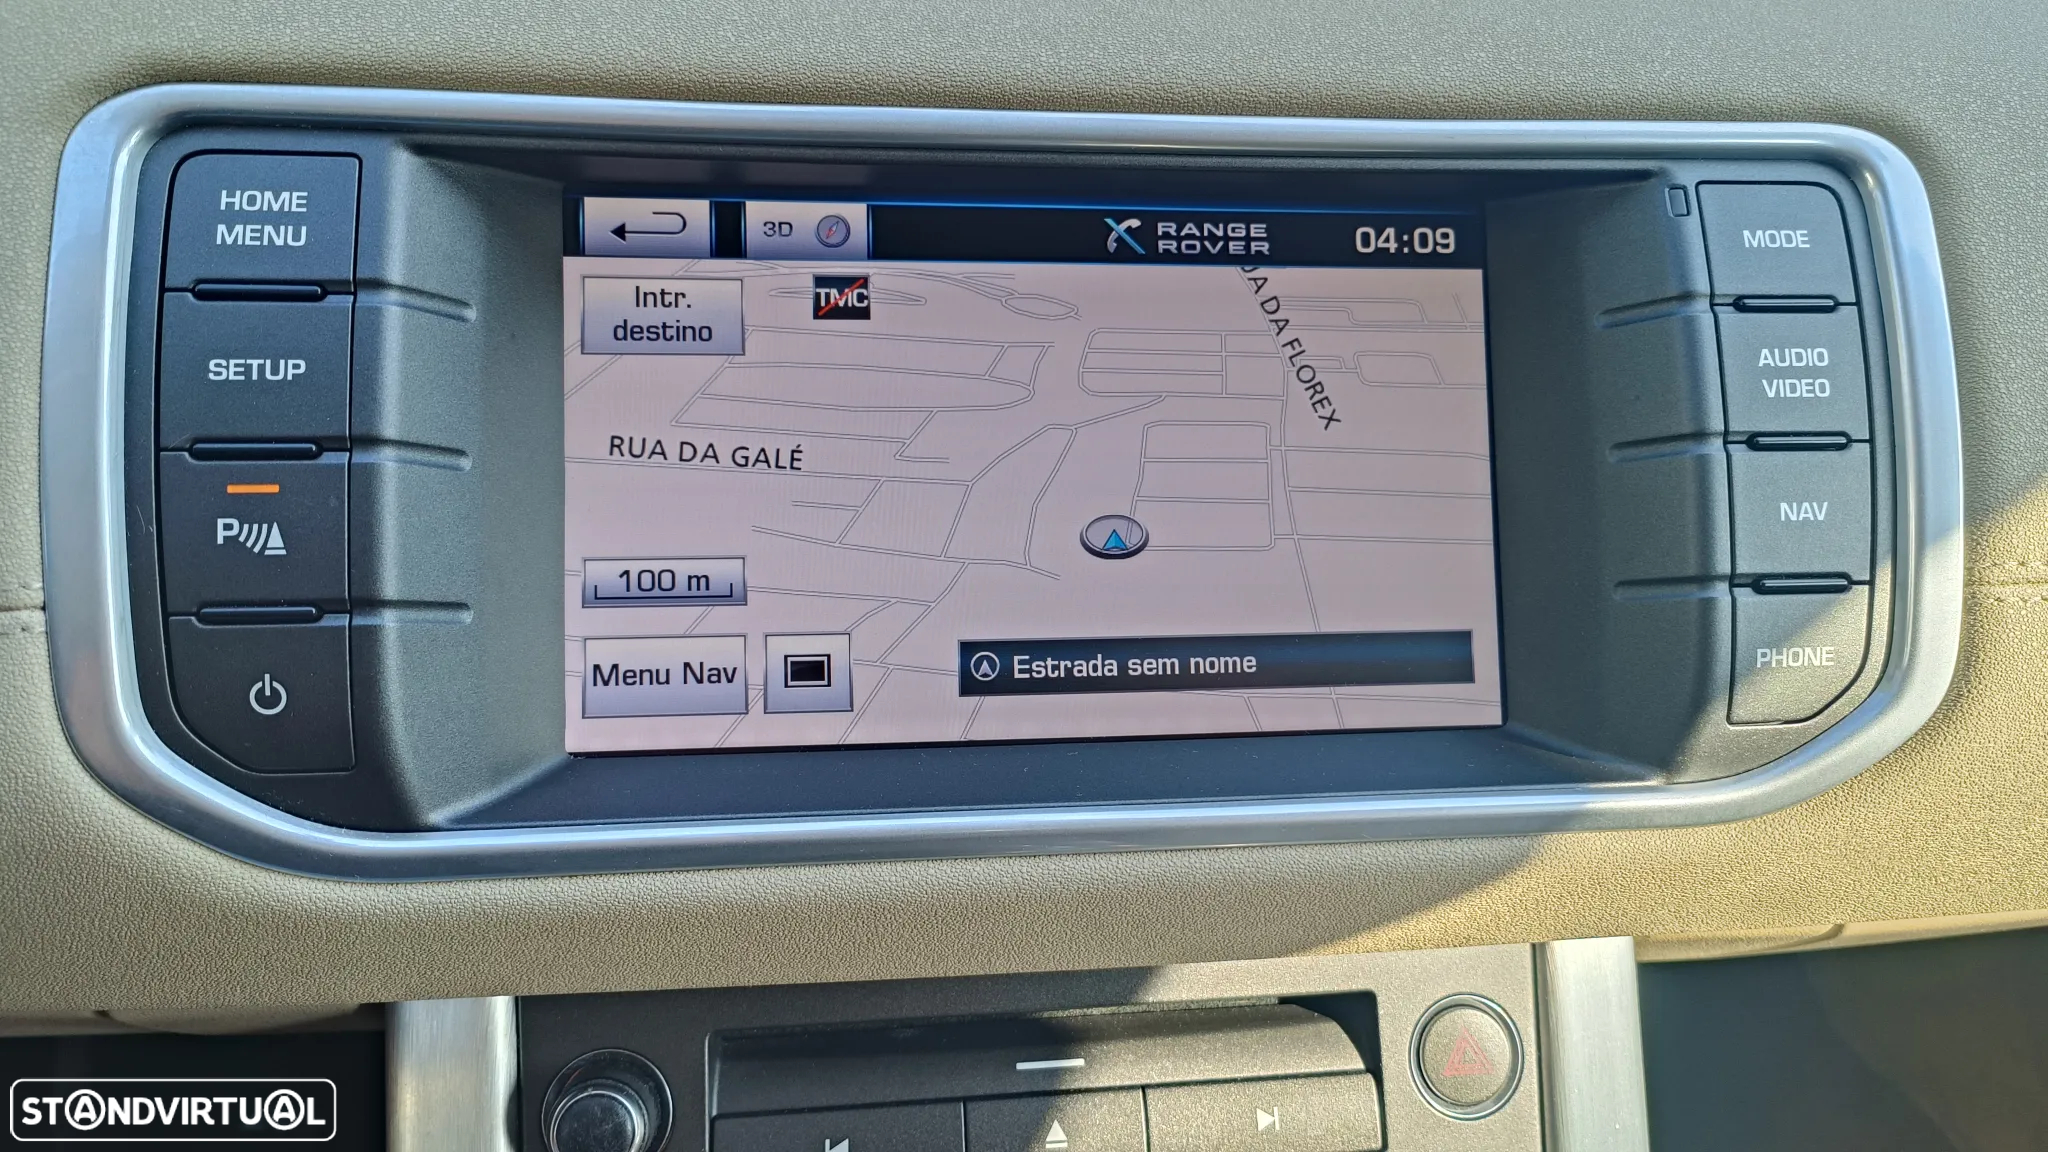 HOME
MENU
SETUP
P
3D
RANGE
ROVER
04:09
Intr.
destino
TMC
UA DA FLOREX
RUA DA GALÉ
100 m
Menu Nav
Estrada sem nome
MODE
AUDIO
VIDEO
NAV
PHONE
STANDVIRTUAL